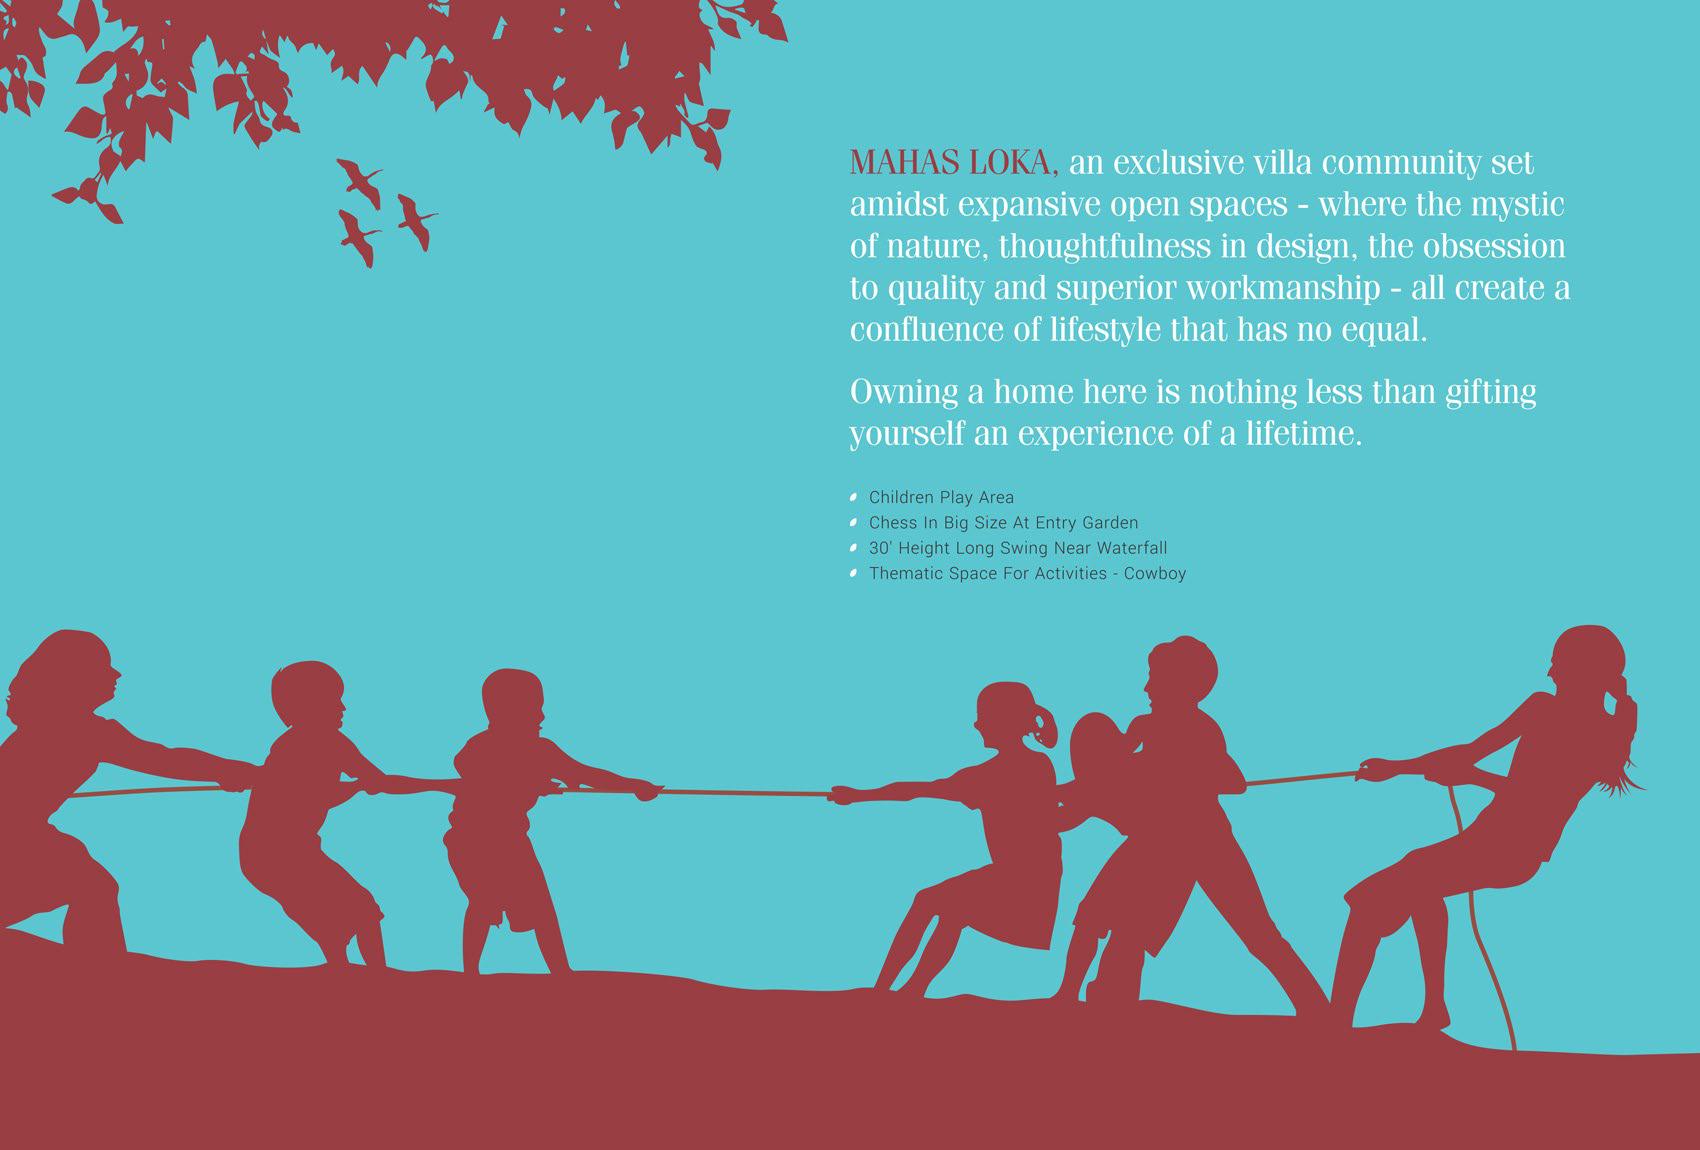 MAHAS LOKA, an exclusive villa community set
amidst expansive open spaces - where the mystic
of nature, thoughtfulness in design, the obsession
to quality and superior workmanship - all create a
confluence of lifestyle that has no equal.
Owning a home here is nothing less than gifting
yourself an experience of a lifetime.
Children Play Area
Chess In Big Size At Entry Garden
30' Height Long Swing Near Waterfall
Thematic Space For Activities - Cowboy